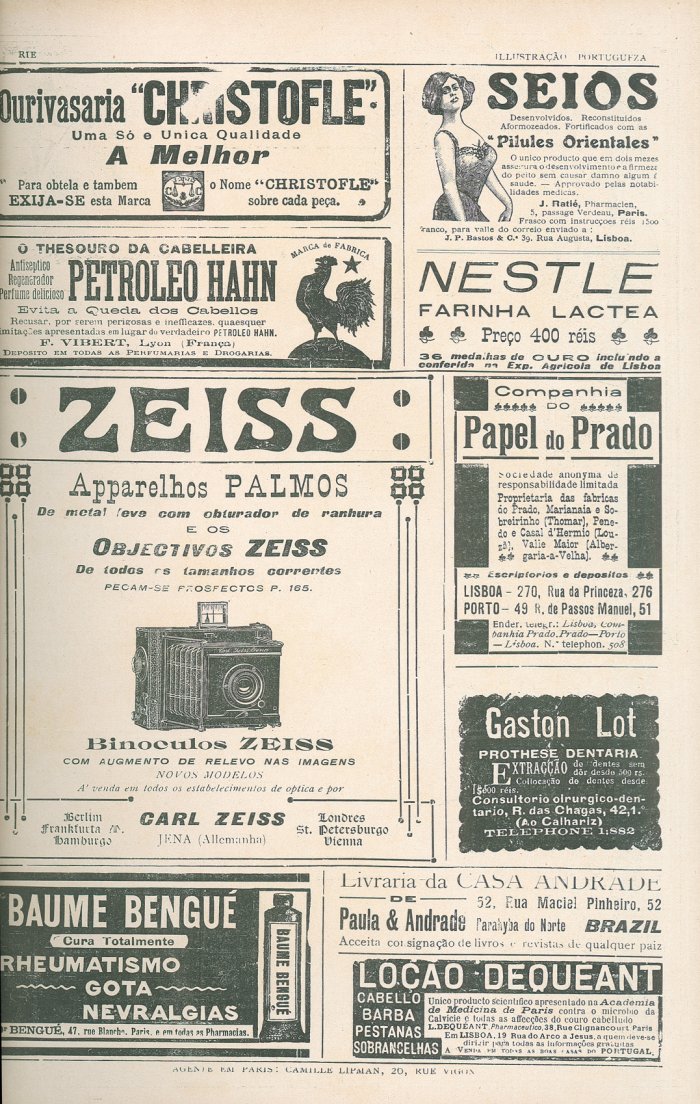 RIE
ILLUSTRAÇÃO PORTUGUEZA
Ourivasaria "CHRISTOFLE"
Uma Só e Unica Qualidade
A Melhor
Para obtela e tambem
EXIJA-SE esta Marca
o Nome "CHRISTOFLE"
sobre cada peça.
SEIOS
Desenvolvidos, Reconstituidos
Aformozeados, Fortificados com as
"Pilules Orientales"
O unico producto que em dois mezes
assegura o desenvolvimento e a firmeza
do peito sem causar damno algum á
saude. — Approvado pelas notabi-
lidades medicas.
J. Ratié, Pharmacien,
5, passage Verdeau, Paris.
Frasco com instrucçoes réis 1500
franco, para valle do correio enviado a :
J. P. Bastos & C.ª 39, Rua Augusta, Lisboa.
O THESOURO DA CABELLEIRA
Antiseptico
Regenerador
Perfume delicioso
PETROLEO HAHN
Evita a Queda dos Cabellos
Recusar, por serem perigosas e inefficazes, quaesquer
imitações apresentadas em lugar do verdadeiro PETROLEO HAHN.
F. VIBERT, Lyon (França)
DEPOSITO EM TODAS AS PERFUMARIAS E DROGARIAS.
MARCA de FABRICA
NESTLE
FARINHA LACTEA
Preço 400 réis
36 medalhas de OURO incluindo a
conferida na Exp. Agricola de Lisboa
ZEISS
Apparelhos PALMOS
De metal leve com obturador de ranhura
E OS
OBJECTIVOS ZEISS
De todos os tamanhos correntes
PEÇAM-SE PROSPECTOS P. 165.
Binoculos ZEISS
COM AUGMENTO DE RELEVO NAS IMAGENS
NOVOS MODELOS
A' venda em todos os estabelecimentos de optica e por
Berlim
Frankfurta /M.
Hamburgo
CARL ZEISS
JENA (Allemanha)
Londres
St. Petersburgo
Vienna
Companhia
DO
Papel do Prado
Sociedade anonyma de
responsabilidade limitada
Proprietaria das fabricas
do Prado, Marianaia e So-
breirinho (Thomar), Pene-
do e Casal d'Hermio (Lou-
zã), Valle Maior (Alber-
garia-a-Velha).
Escriptorios e depositos
LISBOA - 270, Rua da Princeza, 276
PORTO - 49 R. de Passos Manuel, 51
Ender. telegr.: Lisboa, Com-
panhia Prado. Prado—Porto
— Lisboa. N.º telephon. 508
Gaston Lot
PROTHESE DENTARIA
EXTRACÇÃO de dentes sem
dôr desde 500 rs.
Collocação de dentes desde
1$500 réis.
Consultorio cirurgico-den-
tario, R. das Chagas, 42,1.º
(Ao Calhariz)
TELEPHONE 1:882
BAUME BENGUÉ
Cura Totalmente
RHEUMATISMO
GOTA
NEVRALGIAS
Dr BENGUÉ, 47, rue Blanche, Paris, e em todas as Pharmacias.
BAUME BENGUÉ
Livraria da CASA ANDRADE
DE
Paula & Andrade
52, Rua Maciel Pinheiro, 52
Parahyba do Norte BRAZIL
Acceita consignação de livros e revistas de qualquer paiz
LOÇÃO DEQUEANT
CABELLO
BARBA
PESTANAS
SOBRANCELHAS
Unico producto scientifico apresentado na Academia
de Medicina de Paris contra o microbio da
Calvicie e todas as affecções do couro cabelludo
L. DEQUÉANT Pharmaceutico, 38, Rue Clignancourt Paris
Em LISBOA, 19 Rua do Arco a Jesus, a quem deve-se
dirigir para todas as informações gratuitas
A VENDA EM TODAS AS BOAS CASAS DO PORTUGAL
AGENTE EM PARIS: CAMILLE LIPMAN, 26, RUE VIGNON